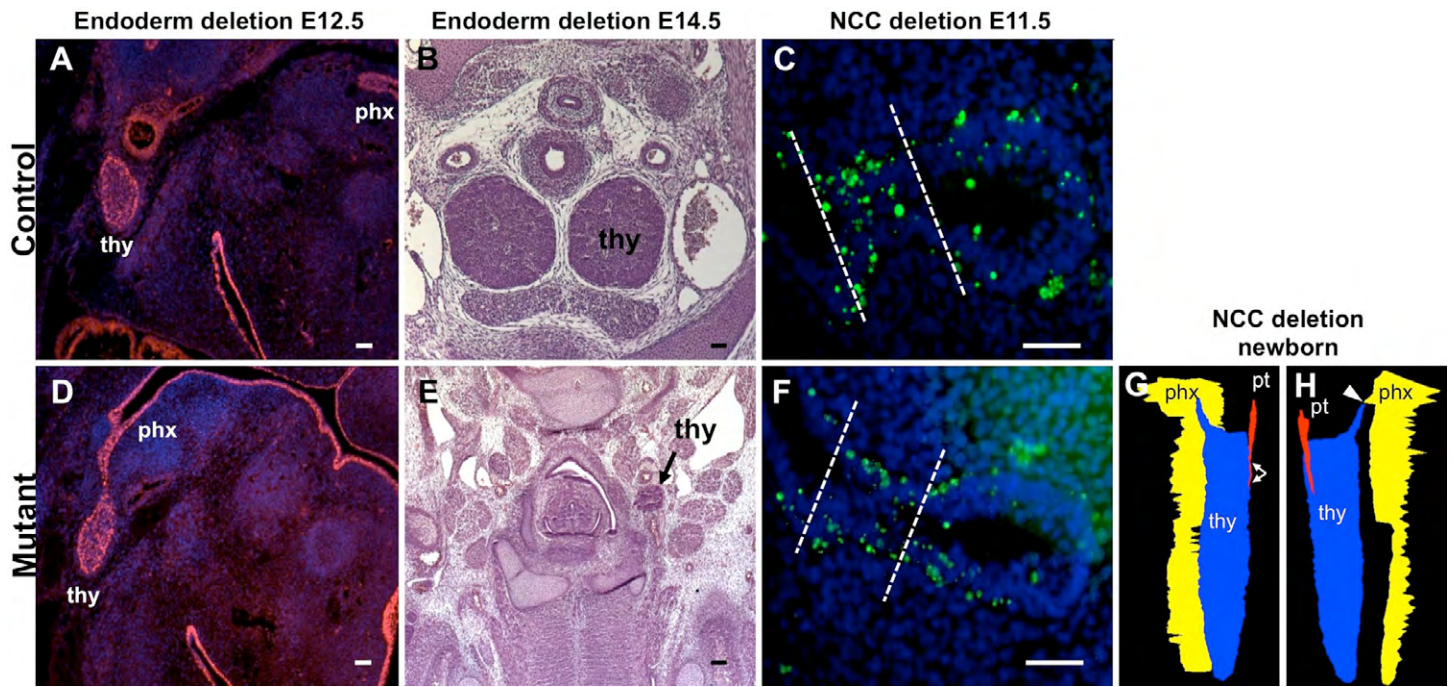 Endoderm deletion E12.5
Endoderm deletion E14.5
NCC deletion E11.5
Control
A
phx
thy
B
thy
C
NCC deletion
newborn
Mutant
D
phx
thy
E
thy
F
G
phx
pt
thy
H
pt
phx
thy